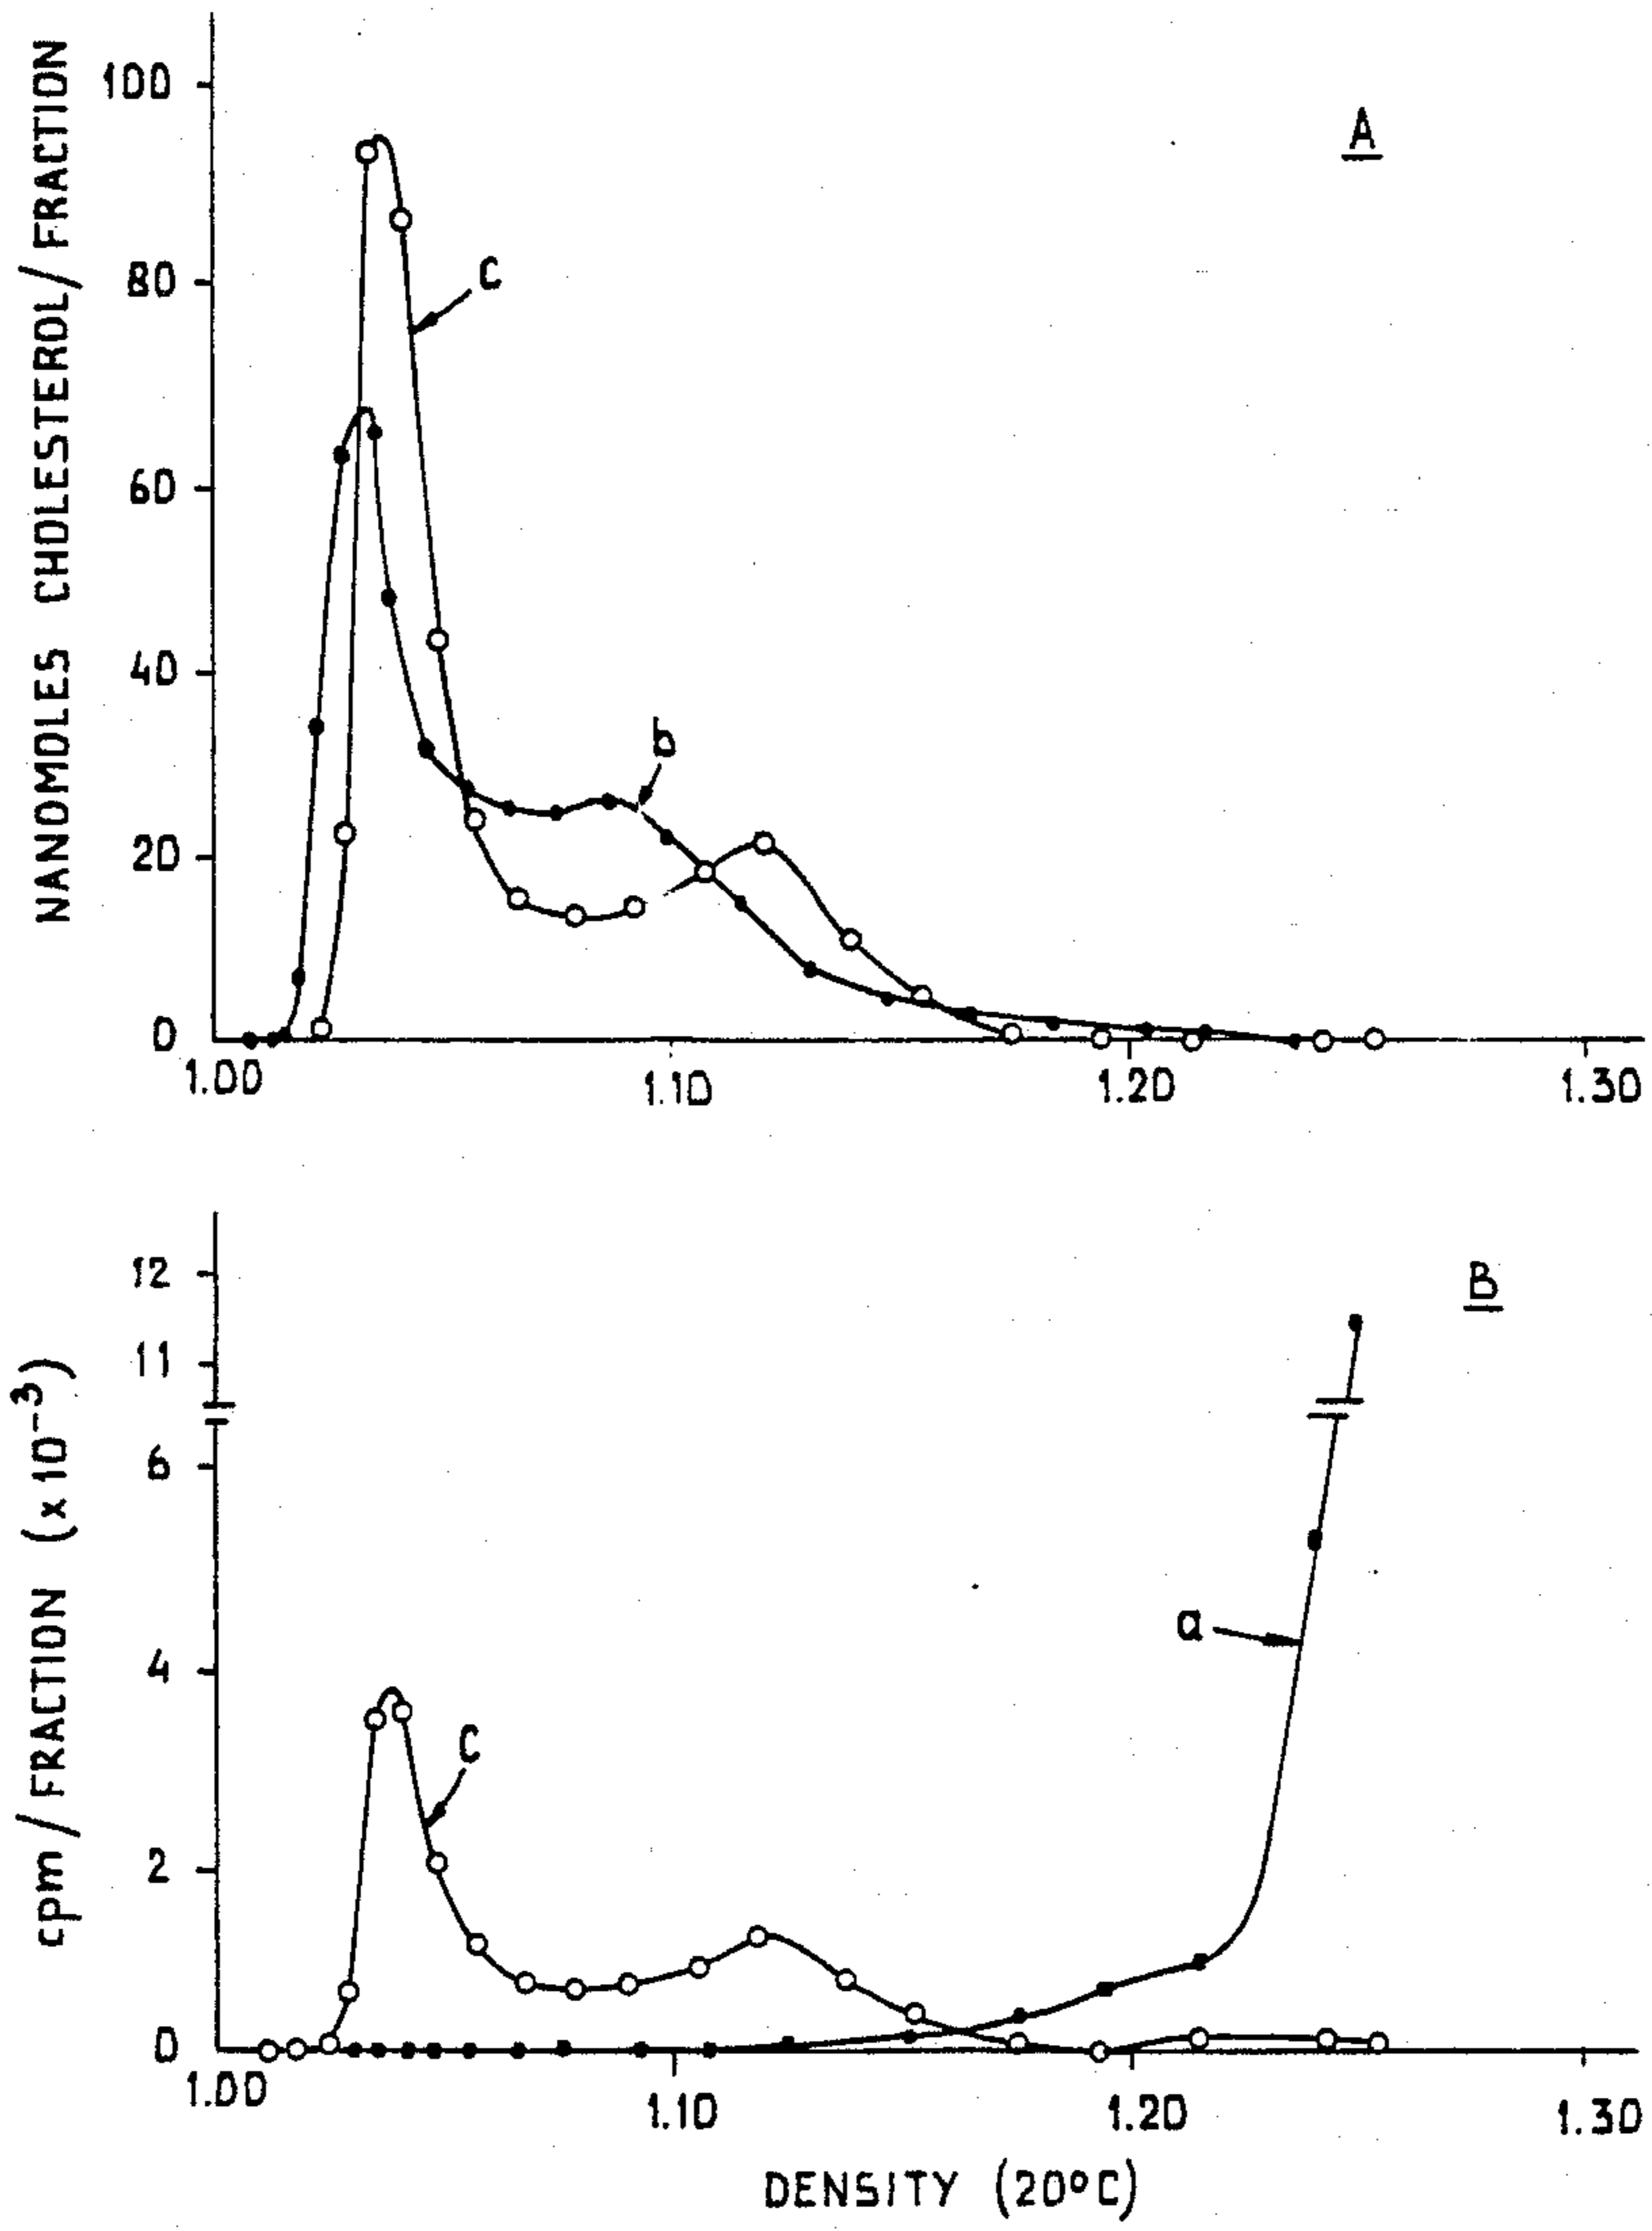 NANOMOLES CHOLESTEROL/FRACTION
100
80
60
40
20
0
A
C
b
1.00
1.10
1.20
1.30
cpm/FRACTION (x10⁻³)
12
11
6
4
2
0
B
a
C
1.00
1.10
1.20
1.30
DENSITY (20°C)